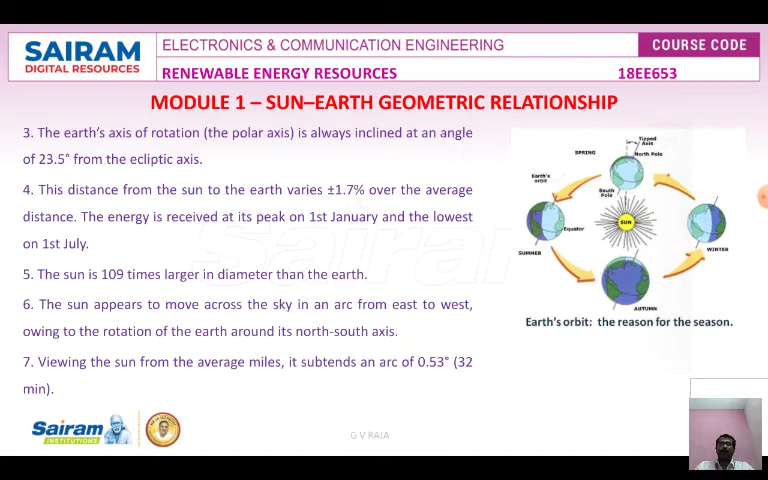 SAIRAM
DIGITAL RESOURCES
ELECTRONICS & COMMUNICATION ENGINEERING
COURSE CODE
RENEWABLE ENERGY RESOURCES
18EE653
MODULE 1 – SUN–EARTH GEOMETRIC RELATIONSHIP
3. The earth's axis of rotation (the polar axis) is always inclined at an angle
of 23.5° from the ecliptic axis.
4. This distance from the sun to the earth varies ±1.7% over the average
distance. The energy is received at its peak on 1st January and the lowest
on 1st July.
5. The sun is 109 times larger in diameter than the earth.
6. The sun appears to move across the sky in an arc from east to west,
owing to the rotation of the earth around its north-south axis.
7. Viewing the sun from the average miles, it subtends an arc of 0.53° (32
min).
Tipped
Axis
SPRING
North Pole
Earth's
orbit
South
Pole
SUN
Equator
SUMMER
WINTER
AUTUMN
Earth's orbit: the reason for the season.
Sairam
Sairam
INSTITUTIONS
G V RAJA